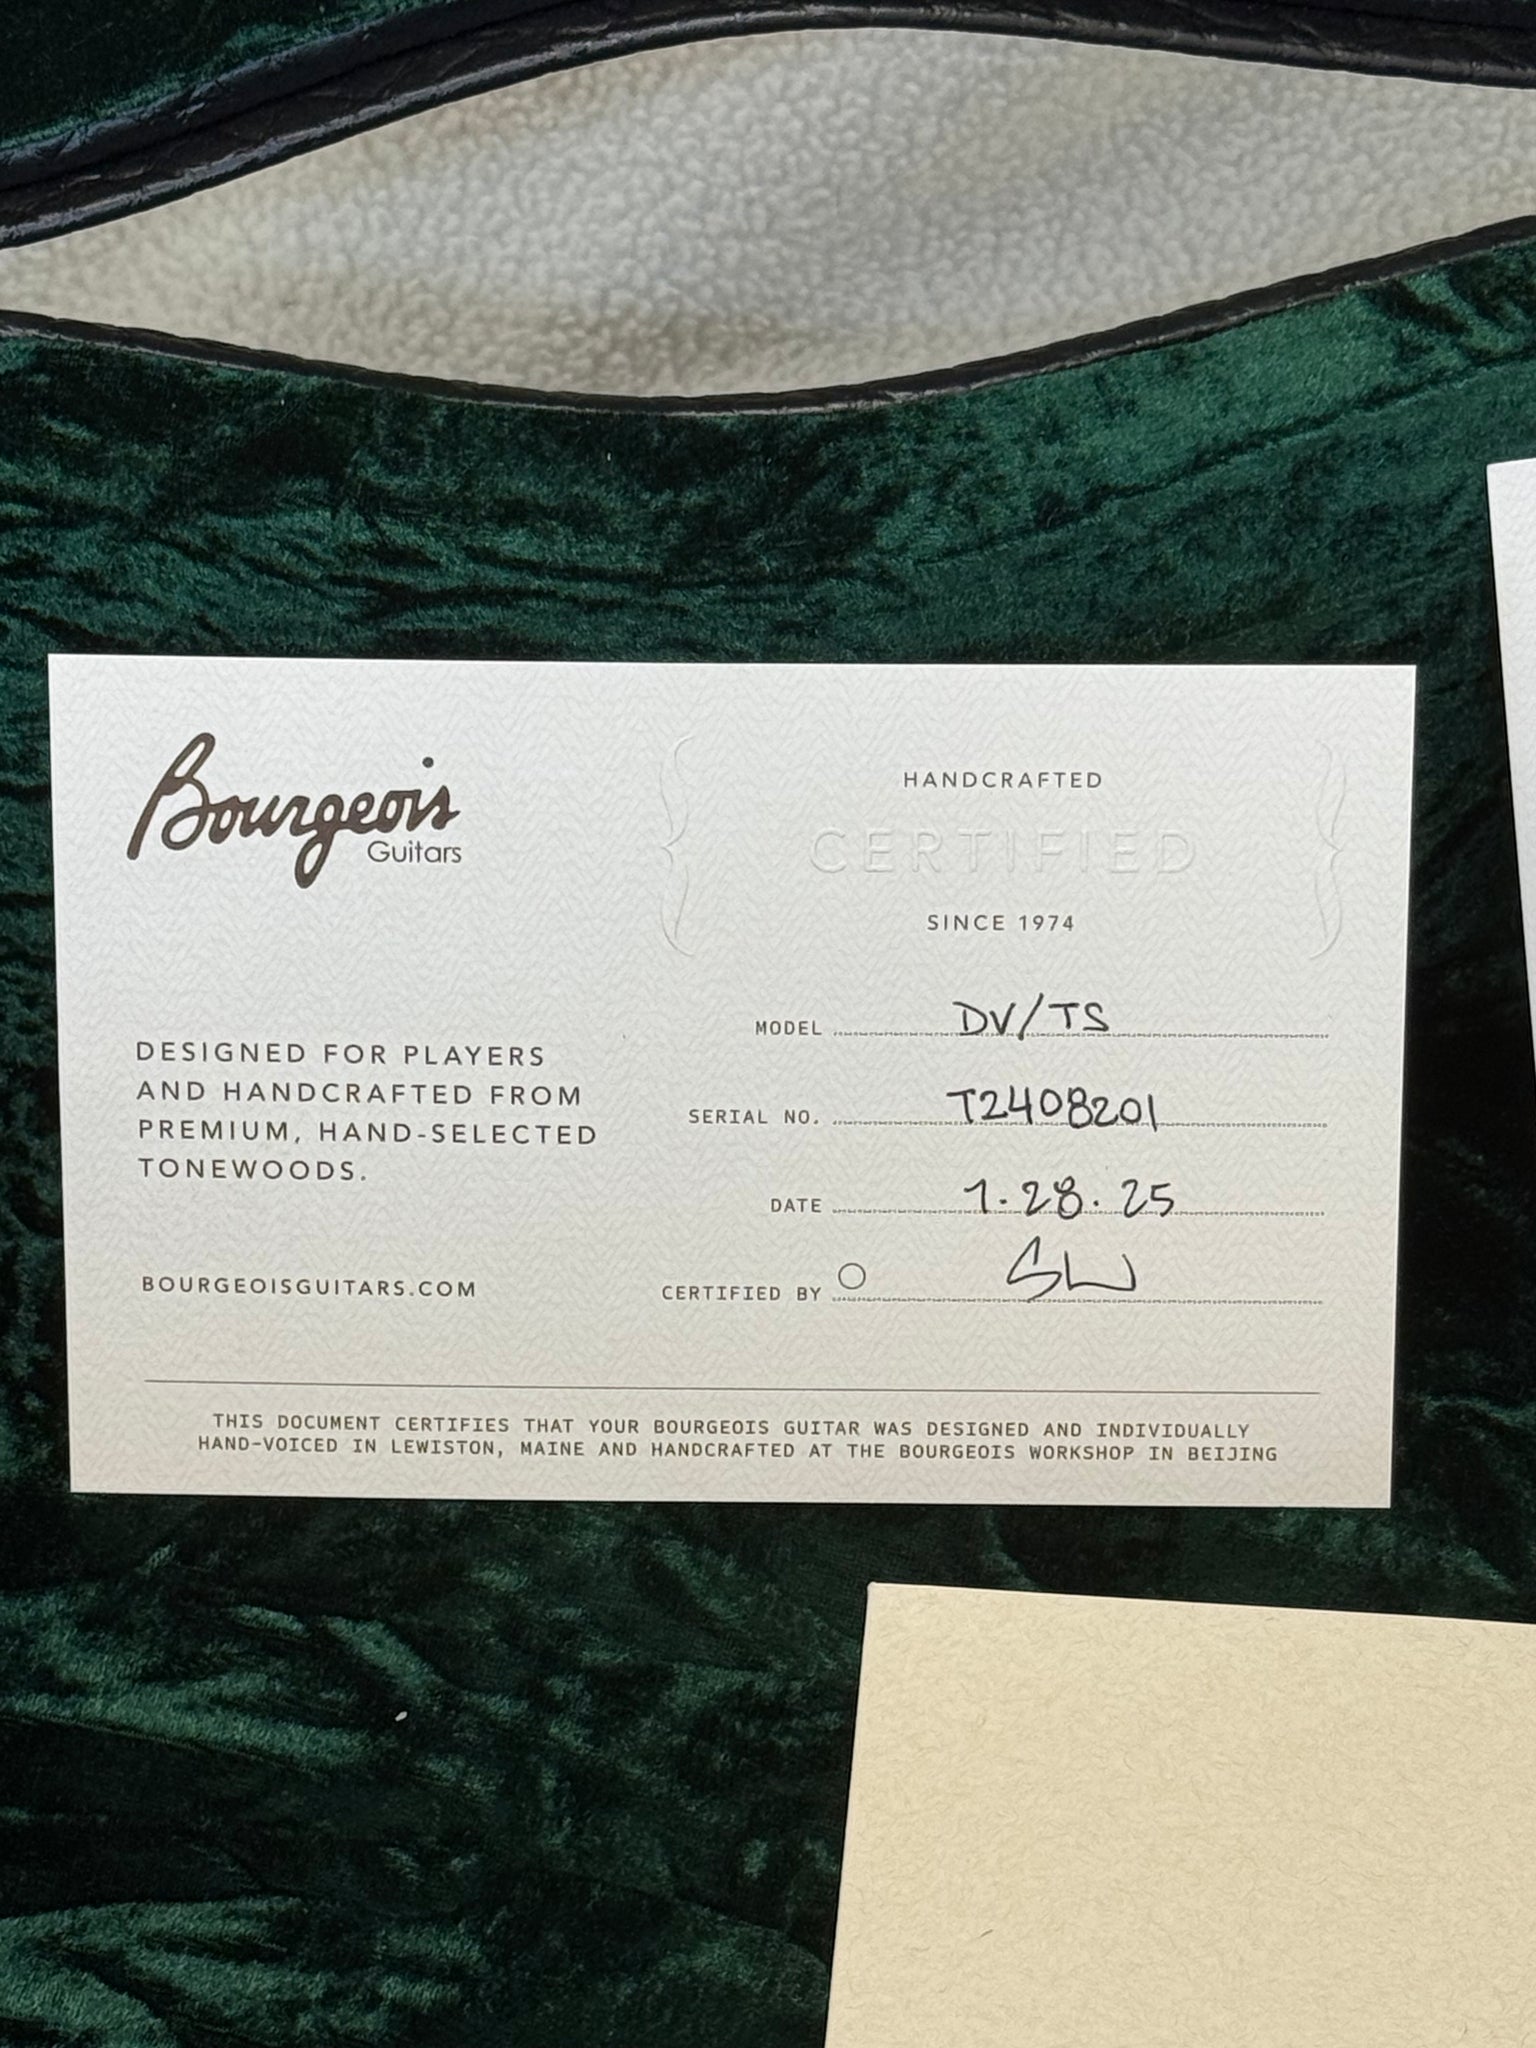 Bourgeois
Guitars
HANDCRAFTED
CERTIFIED
SINCE 1974
DESIGNED FOR PLAYERS
AND HANDCRAFTED FROM
PREMIUM, HAND-SELECTED
TONEWOODS.
BOURGEOISGUITARS.COM
MODEL DV/TS
SERIAL NO. T2408201
DATE 1.28.25
CERTIFIED BY SW
THIS DOCUMENT CERTIFIES THAT YOUR BOURGEOIS GUITAR WAS DESIGNED AND INDIVIDUALLY
HAND-VOICED IN LEWISTON, MAINE AND HANDCRAFTED AT THE BOURGEOIS WORKSHOP IN BEIJING